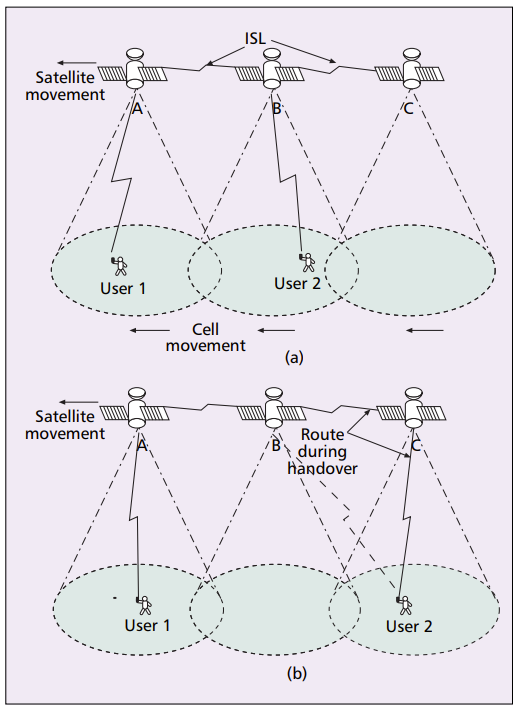 ISL
Satellite
movement
A
B
C
User 1
User 2
Cell
movement
(a)
Satellite
movement
A
B
C
Route
during
handover
User 1
User 2
(b)